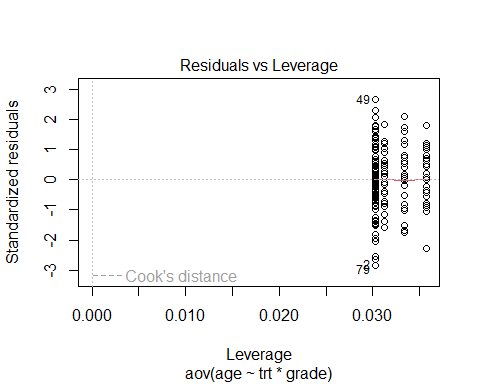 Residuals vs Leverage
Standardized residuals
3
2
1
0
-1
-2
-3
49
2
79
Cook's distance
0.000
0.010
0.020
0.030
Leverage
aov(age ~ trt * grade)